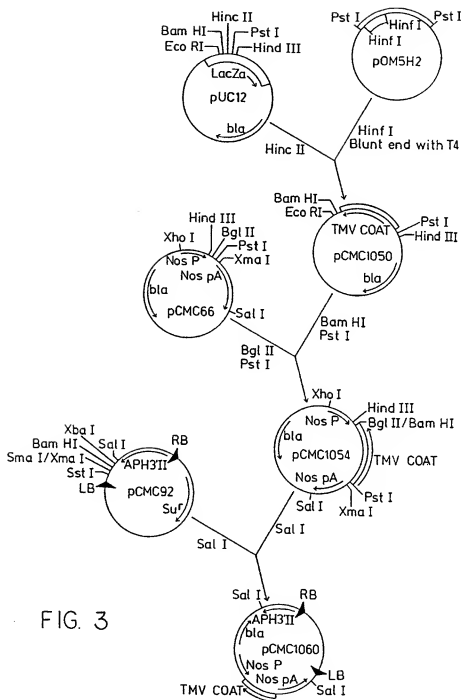 Hinc II
Bam HI
Pst I
Eco RI
Hind III
LacZa
pUC12
bla
Pst I
Hinf I
Pst I
Hinf I
pOM5H2
Hinc II
Hinf I
Blunt end with T4
Bam HI
Eco RI
TMV COAT
Pst I
Hind III
pCMC1050
bla
Hind III
Xho I
Bgl II
Pst I
Xma I
Nos P
Nos pA
bla
pCMC66
Sal I
Bam HI
Pst I
Bgl II
Pst I
Xho I
Nos P
Hind III
Bgl II/Bam HI
bla
pCMC1054
TMV COAT
Nos pA
Pst I
Sal I
Xma I
Xba I
Sal I
RB
Bam HI
APH3'II
Sma I/Xma I
Sst I
LB
pCMC92
Suʳ
Sal I
Sal I
Sal I
RB
APH3'II
bla
pCMC1060
Nos P
LB
Nos pA
Sal I
TMV COAT
FIG. 3